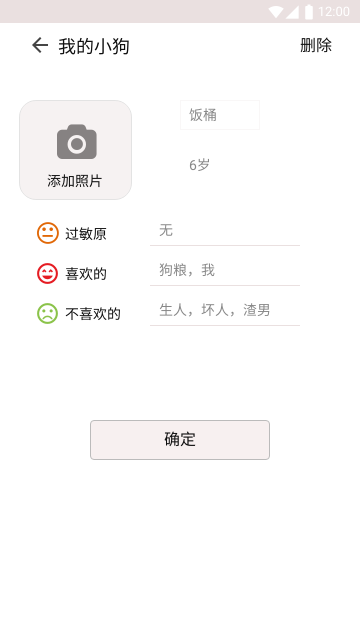 12:00
我的小狗 删除
饭桶
6岁
添加照片
过敏原 无
喜欢的 狗粮，我
不喜欢的 生人，坏人，渣男
确定